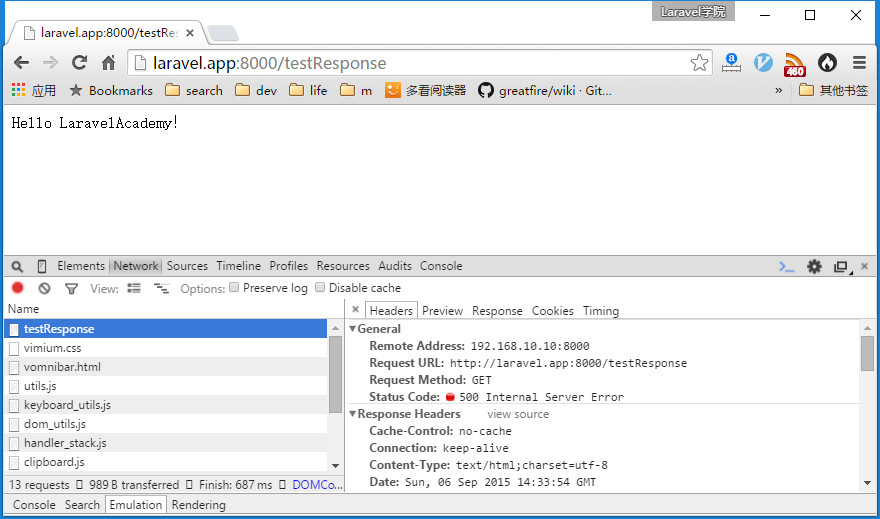 Laravel学院
laravel.app:8000/testRes
laravel.app:8000/testResponse
460
应用 Bookmarks search dev life m 多看阅读器 greatfire/wiki · Git... » 其他书签
Hello LaravelAcademy!
Elements Network Sources Timeline Profiles Resources Audits Console
View: Options: Preserve log Disable cache
Name
Headers Preview Response Cookies Timing
testResponse
vimium.css
vomnibar.html
utils.js
keyboard_utils.js
dom_utils.js
handler_stack.js
clipboard.js
General
Remote Address: 192.168.10.10:8000
Request URL: http://laravel.app:8000/testResponse
Request Method: GET
Status Code: 500 Internal Server Error
Response Headers view source
Cache-Control: no-cache
Connection: keep-alive
Content-Type: text/html;charset=utf-8
Date: Sun, 06 Sep 2015 14:33:54 GMT
13 requests 989 B transferred Finish: 687 ms DOMCo...
Console Search Emulation Rendering